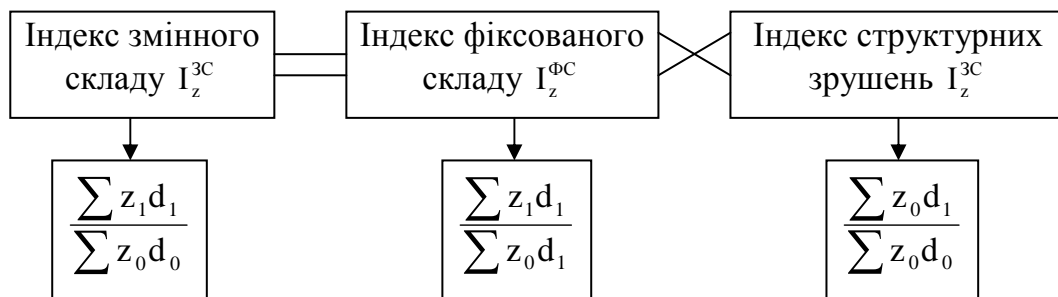 Індекс змінного
складу I_z^ЗС
Індекс фіксованого
складу I_z^ФС
Індекс структурних
зрушень I_z^ЗС
∑ z₁d₁
∑ z₀d₀
∑ z₁d₁
∑ z₀d₁
∑ z₀d₁
∑ z₀d₀